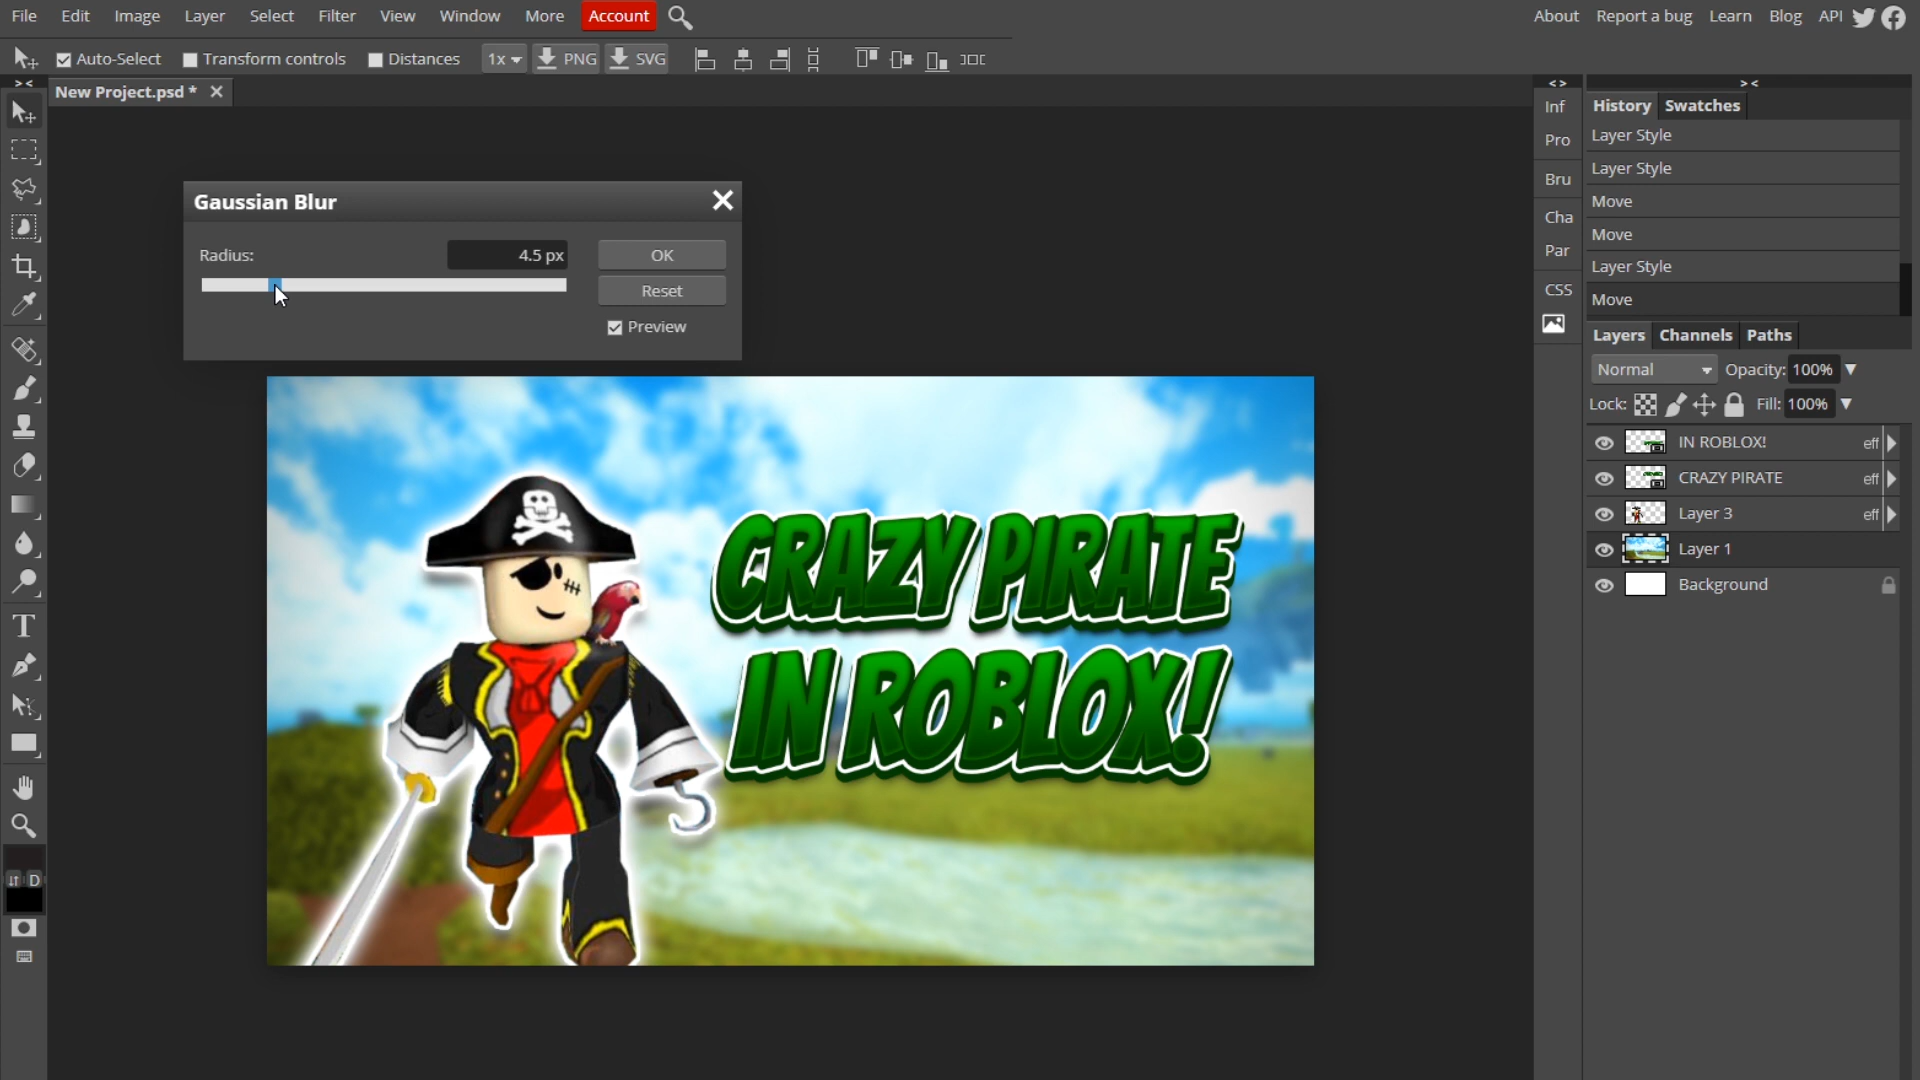 File Edit Image Layer Select Filter View Window More Account About Report a bug Learn Blog API
Auto-Select Transform controls Distances 1x PNG SVG
> < < > > <
New Project.psd *
Inf
Pro
Bru
Cha
Par
CSS
History Swatches
Layer Style
Layer Style
Move
Move
Layer Style
Move
Gaussian Blur
Radius: 4.5 px OK
Reset
Preview
Layers Channels Paths
Normal Opacity: 100%
Lock: Fill: 100%
IN ROBLOX! eff
CRAZY PIRATE eff
Layer 3 eff
Layer 1
Background
CRAZY PIRATE
IN ROBLOX!
D